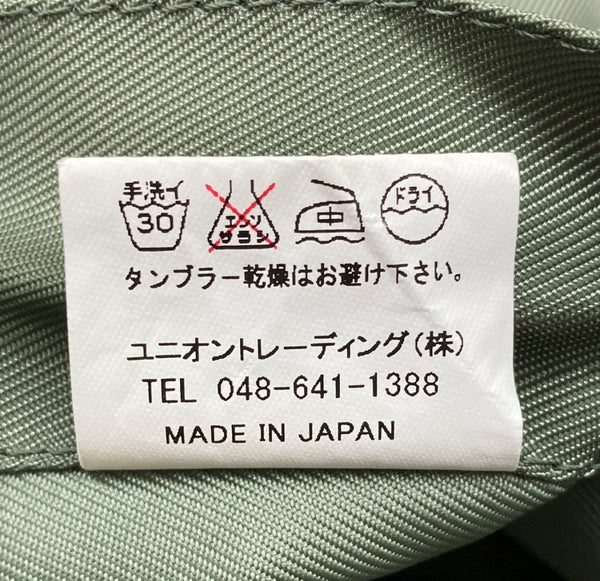 手洗イ 30 エンソサラシ 中 ドライ
タンブラー乾燥はお避け下さい。
ユニオントレーディング(株)
TEL 048-641-1388
MADE IN JAPAN